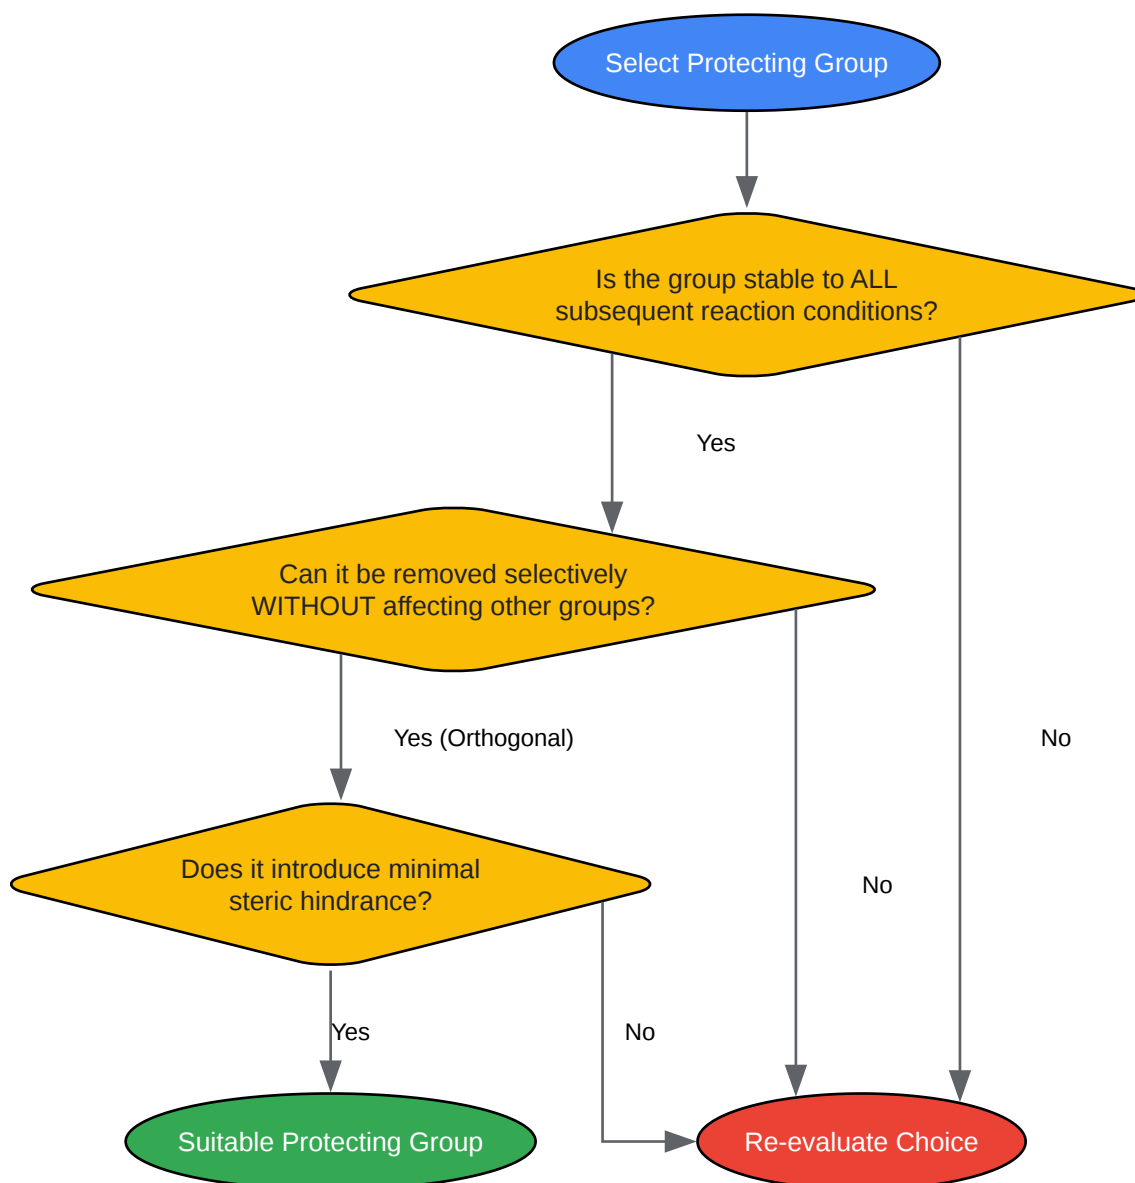 Select Protecting Group
Is the group stable to ALL
subsequent reaction conditions?
Yes
Can it be removed selectively
WITHOUT affecting other groups?
Yes (Orthogonal)
No
Does it introduce minimal
steric hindrance?
No
Yes
No
Suitable Protecting Group
Re-evaluate Choice